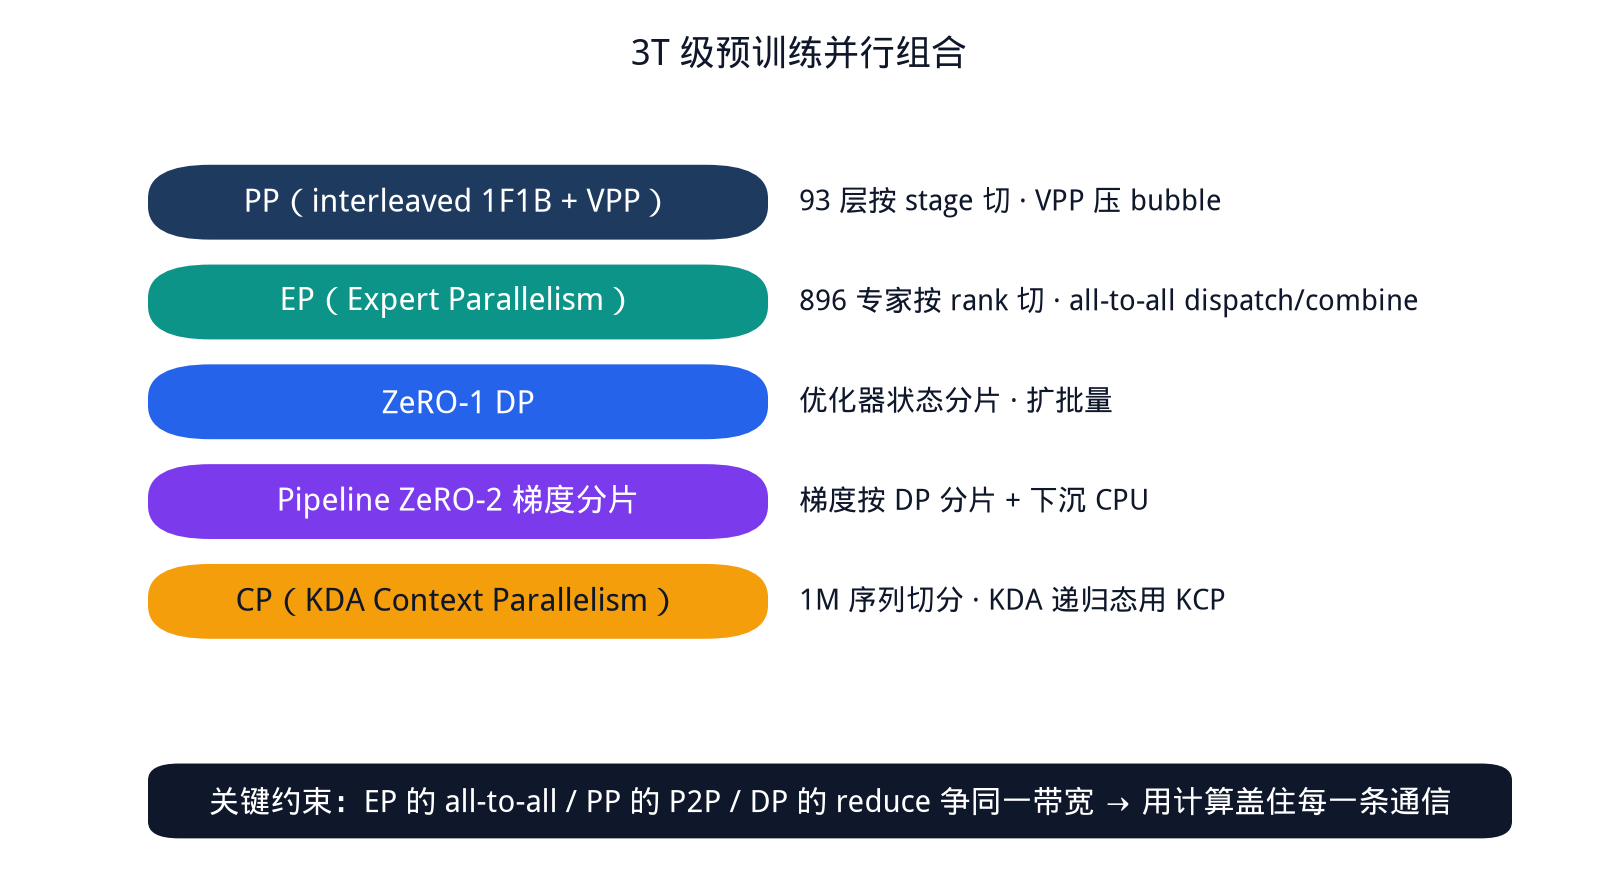 3T 级预训练并行组合
PP（interleaved 1F1B + VPP）
93 层按 stage 切 · VPP 压 bubble
EP（Expert Parallelism）
896 专家按 rank 切 · all-to-all dispatch/combine
ZeRO-1 DP
优化器状态分片 · 扩批量
Pipeline ZeRO-2 梯度分片
梯度按 DP 分片 + 下沉 CPU
CP（KDA Context Parallelism）
1M 序列切分 · KDA 递归态用 KCP
关键约束：EP 的 all-to-all / PP 的 P2P / DP 的 reduce 争同一带宽 → 用计算盖住每一条通信